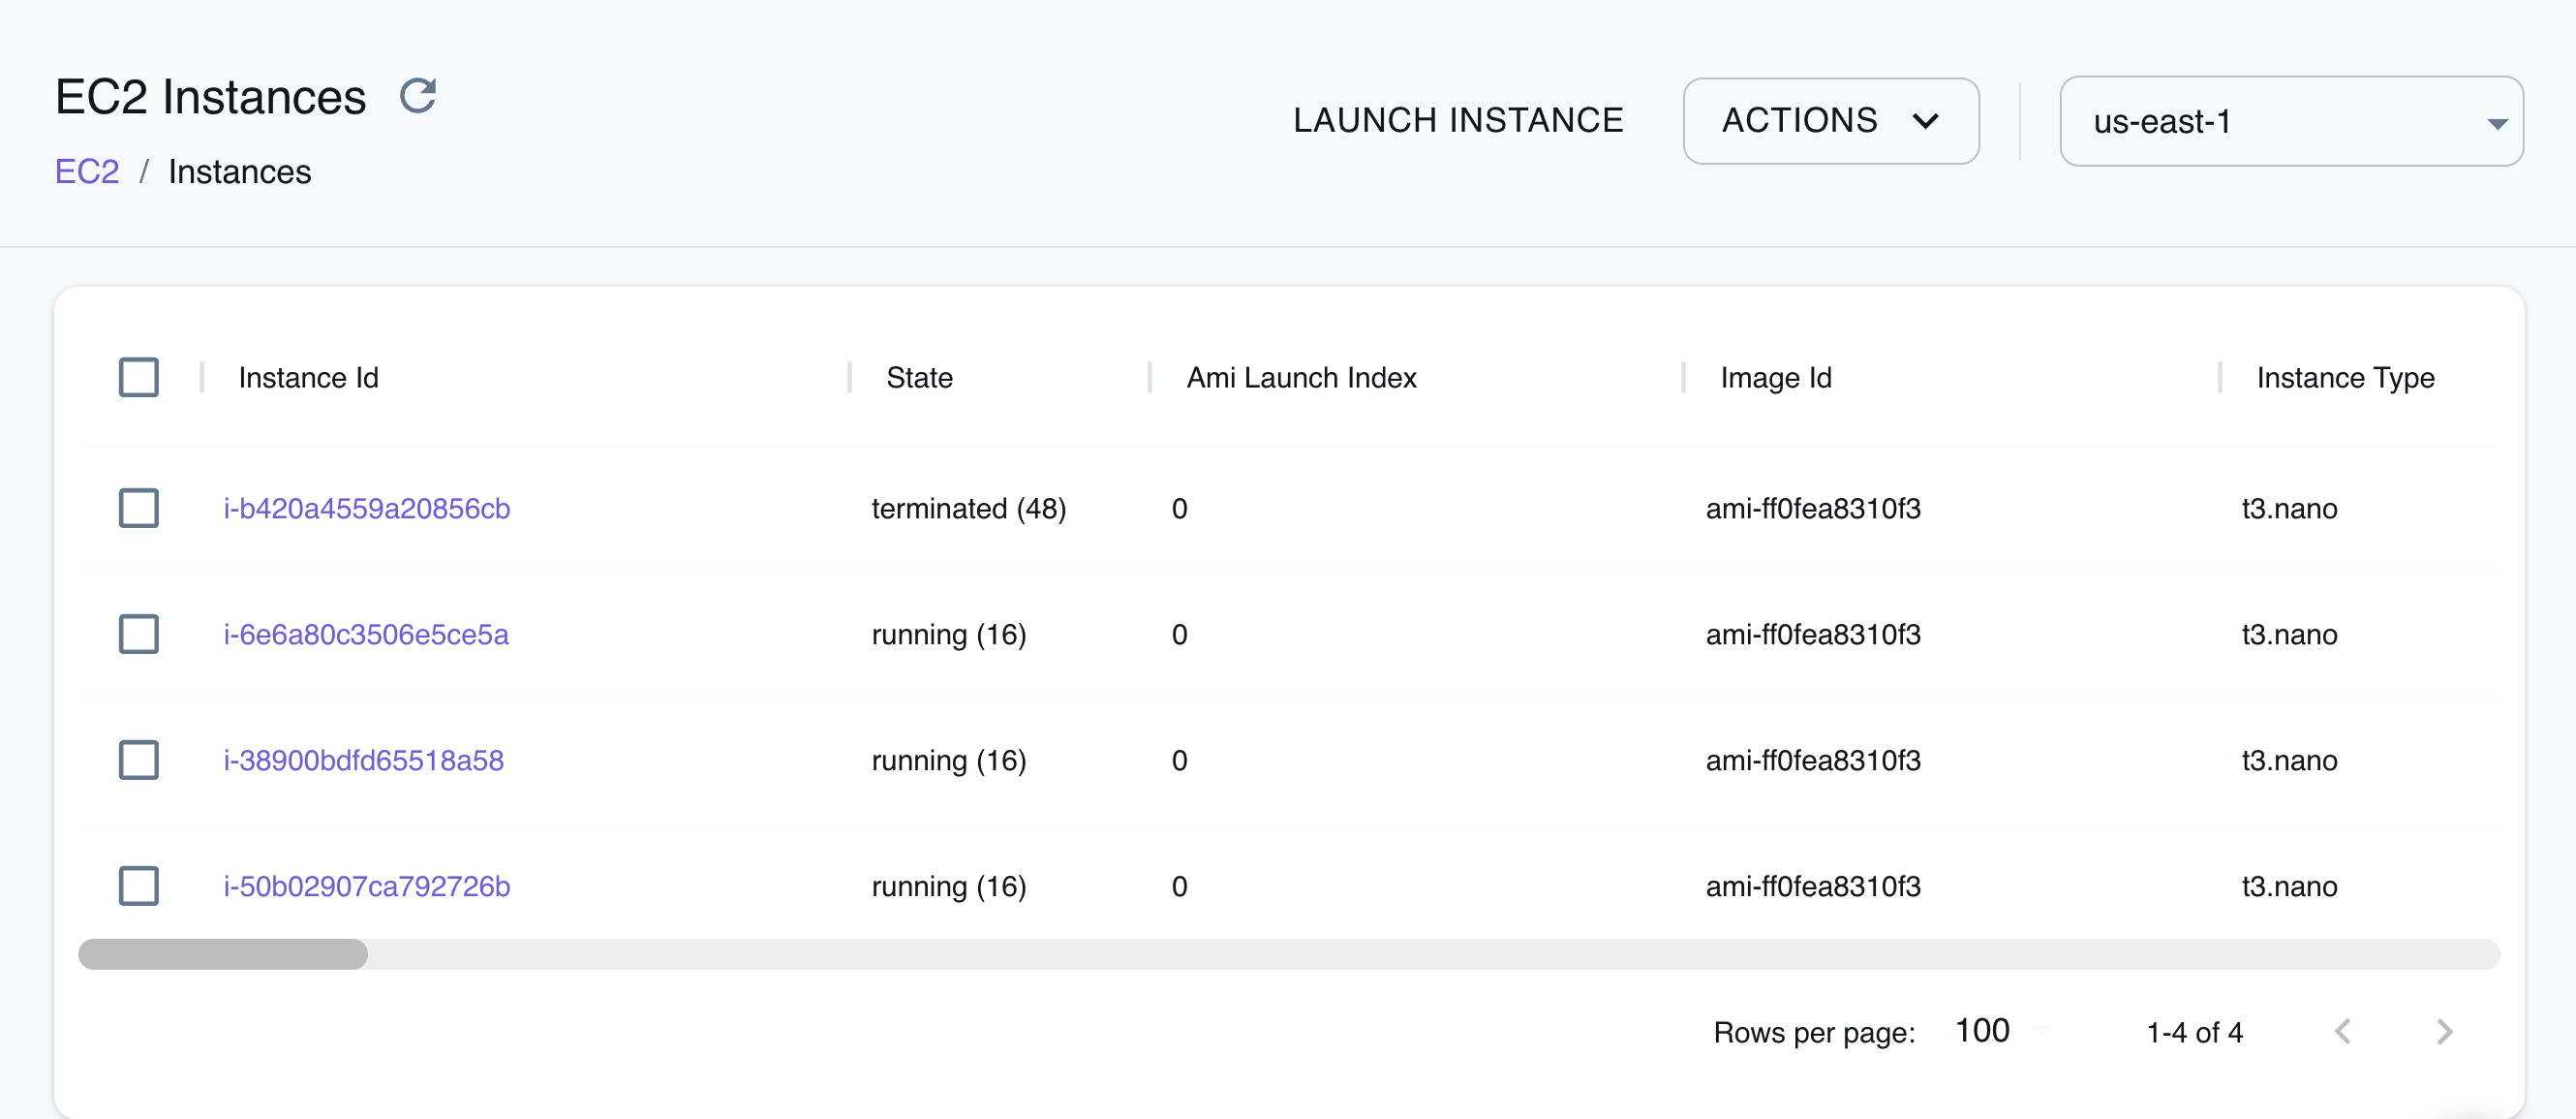 EC2 Instances
EC2 / Instances
LAUNCH INSTANCE
ACTIONS
us-east-1
Instance Id State Ami Launch Index Image Id Instance Type
i-b420a4559a20856cb terminated (48) 0 ami-ff0fea8310f3 t3.nano
i-6e6a80c3506e5ce5a running (16) 0 ami-ff0fea8310f3 t3.nano
i-38900bdfd65518a58 running (16) 0 ami-ff0fea8310f3 t3.nano
i-50b02907ca792726b running (16) 0 ami-ff0fea8310f3 t3.nano
Rows per page: 100 1-4 of 4